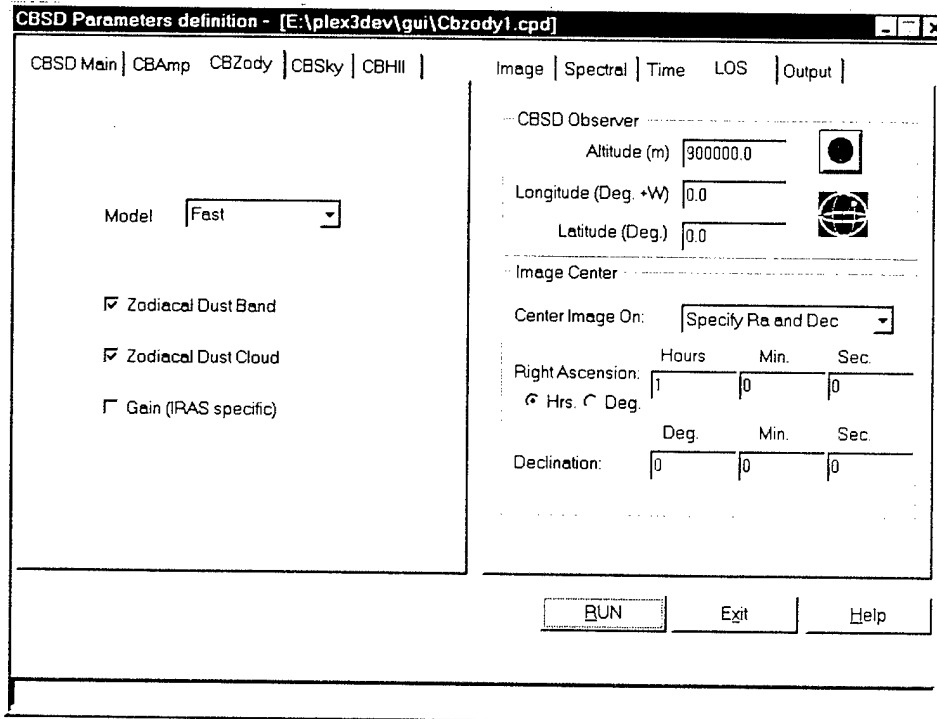 CBSD Parameters definition - [E:\plex3dev\gui\Cbzody1.cpd]
CBSD Main CBAmp CBZody CBSky CBHII
Image Spectral Time LOS Output
Model Fast
Zodiacal Dust Band
Zodiacal Dust Cloud
Gain (IRAS specific)
CBSD Observer
Altitude (m) 900000.0
Longitude (Deg. +W) 0.0
Latitude (Deg.) 0.0
Image Center
Center Image On: Specify Ra and Dec
Hours Min. Sec.
Right Ascension: 1 0 0
Hrs. Deg.
Deg. Min. Sec.
Declination: 0 0 0
RUN Exit Help